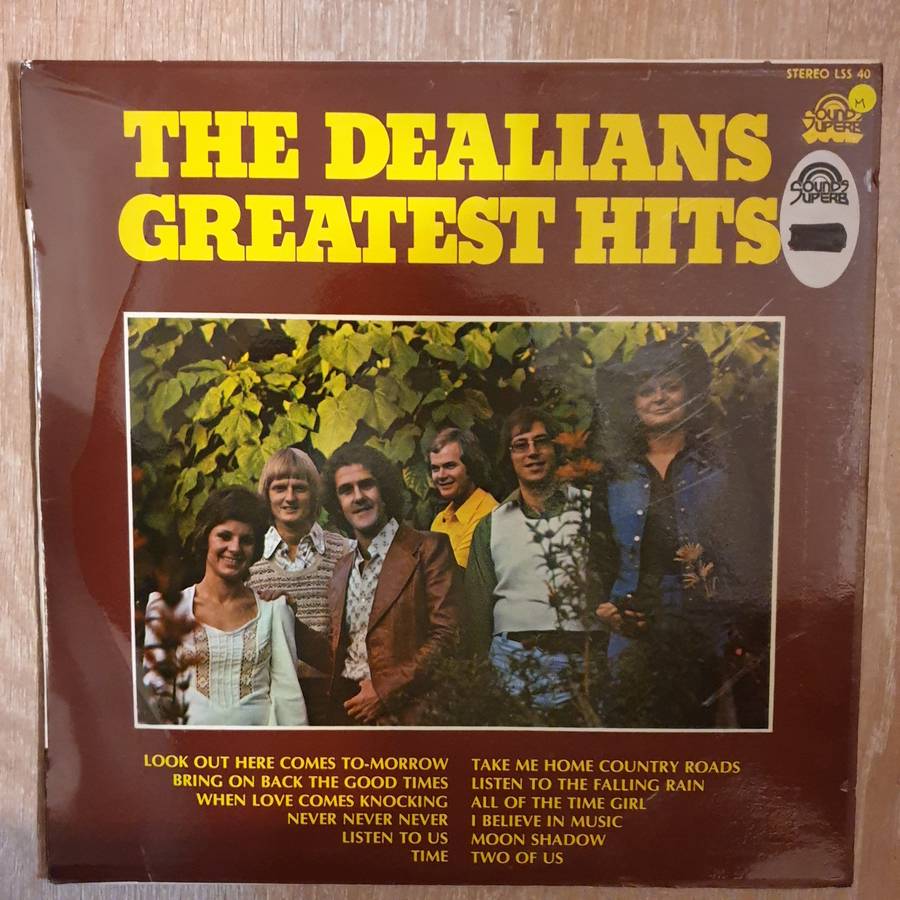 STEREO LSS 40
M
SOUNDS
SUPERB
THE DEALIANS
GREATEST HITS
SOUNDS
SUPERB
LOOK OUT HERE COMES TO-MORROW
BRING ON BACK THE GOOD TIMES
WHEN LOVE COMES KNOCKING
NEVER NEVER NEVER
LISTEN TO US
TIME
TAKE ME HOME COUNTRY ROADS
LISTEN TO THE FALLING RAIN
ALL OF THE TIME GIRL
I BELIEVE IN MUSIC
MOON SHADOW
TWO OF US